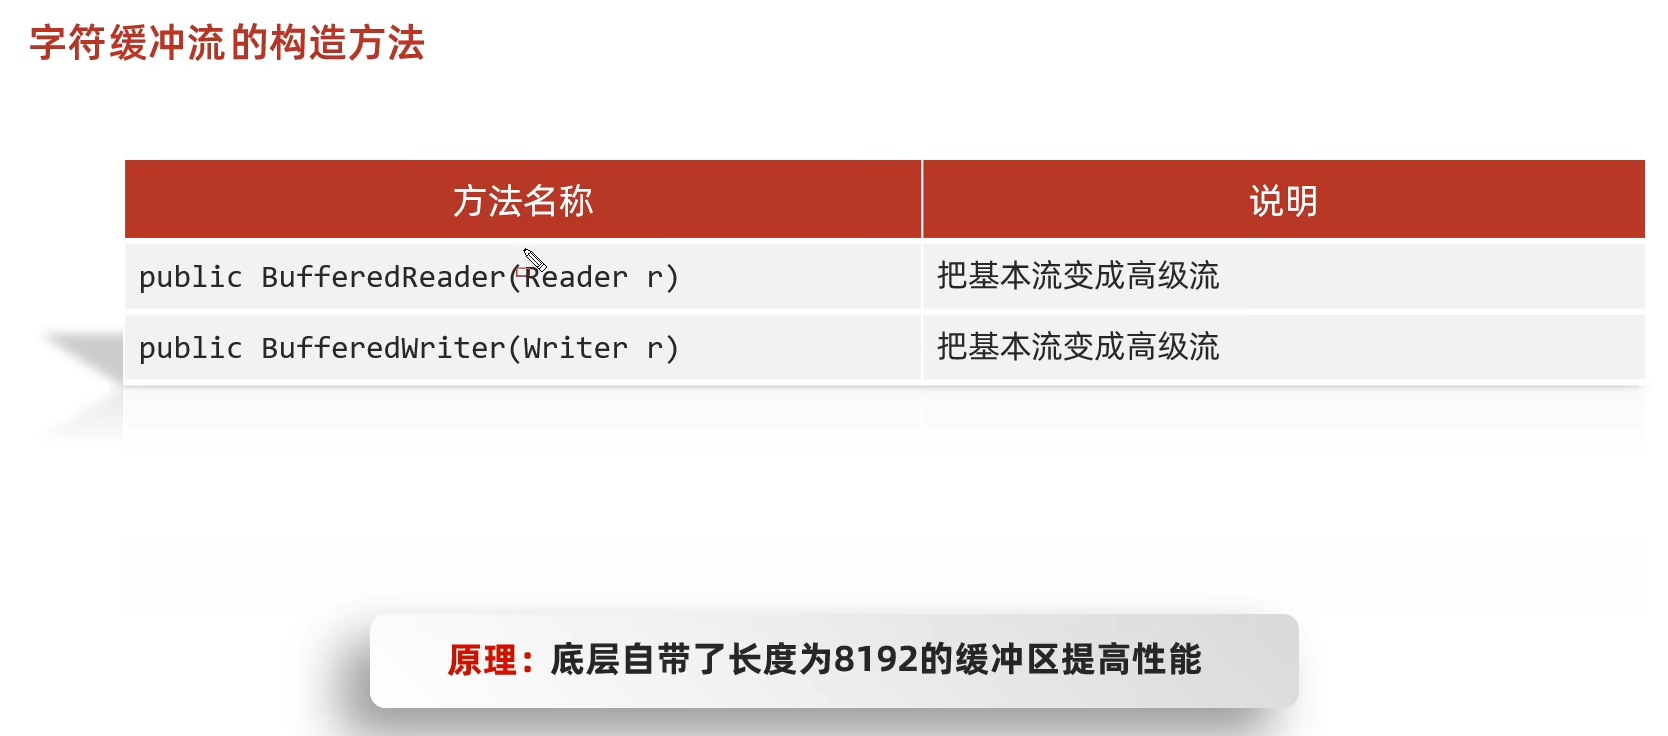 字符缓冲流的构造方法
方法名称 说明
public BufferedReader(Reader r) 把基本流变成高级流
public BufferedWriter(Writer r) 把基本流变成高级流
原理：底层自带了长度为8192的缓冲区提高性能